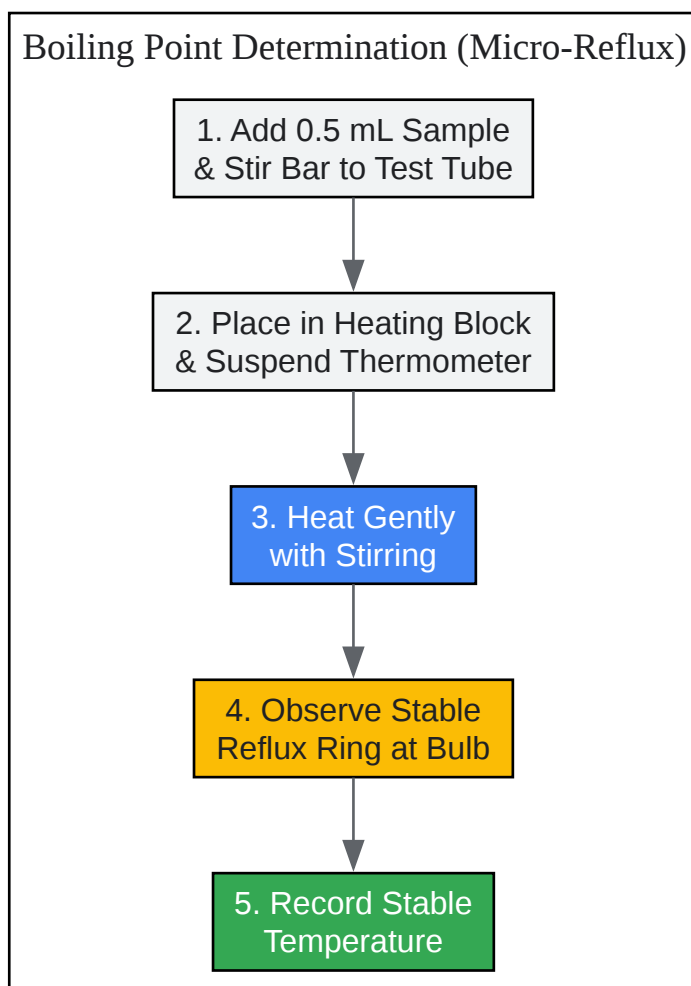 Boiling Point Determination (Micro-Reflux)
1. Add 0.5 mL Sample
& Stir Bar to Test Tube
2. Place in Heating Block
& Suspend Thermometer
3. Heat Gently
with Stirring
4. Observe Stable
Reflux Ring at Bulb
5. Record Stable
Temperature